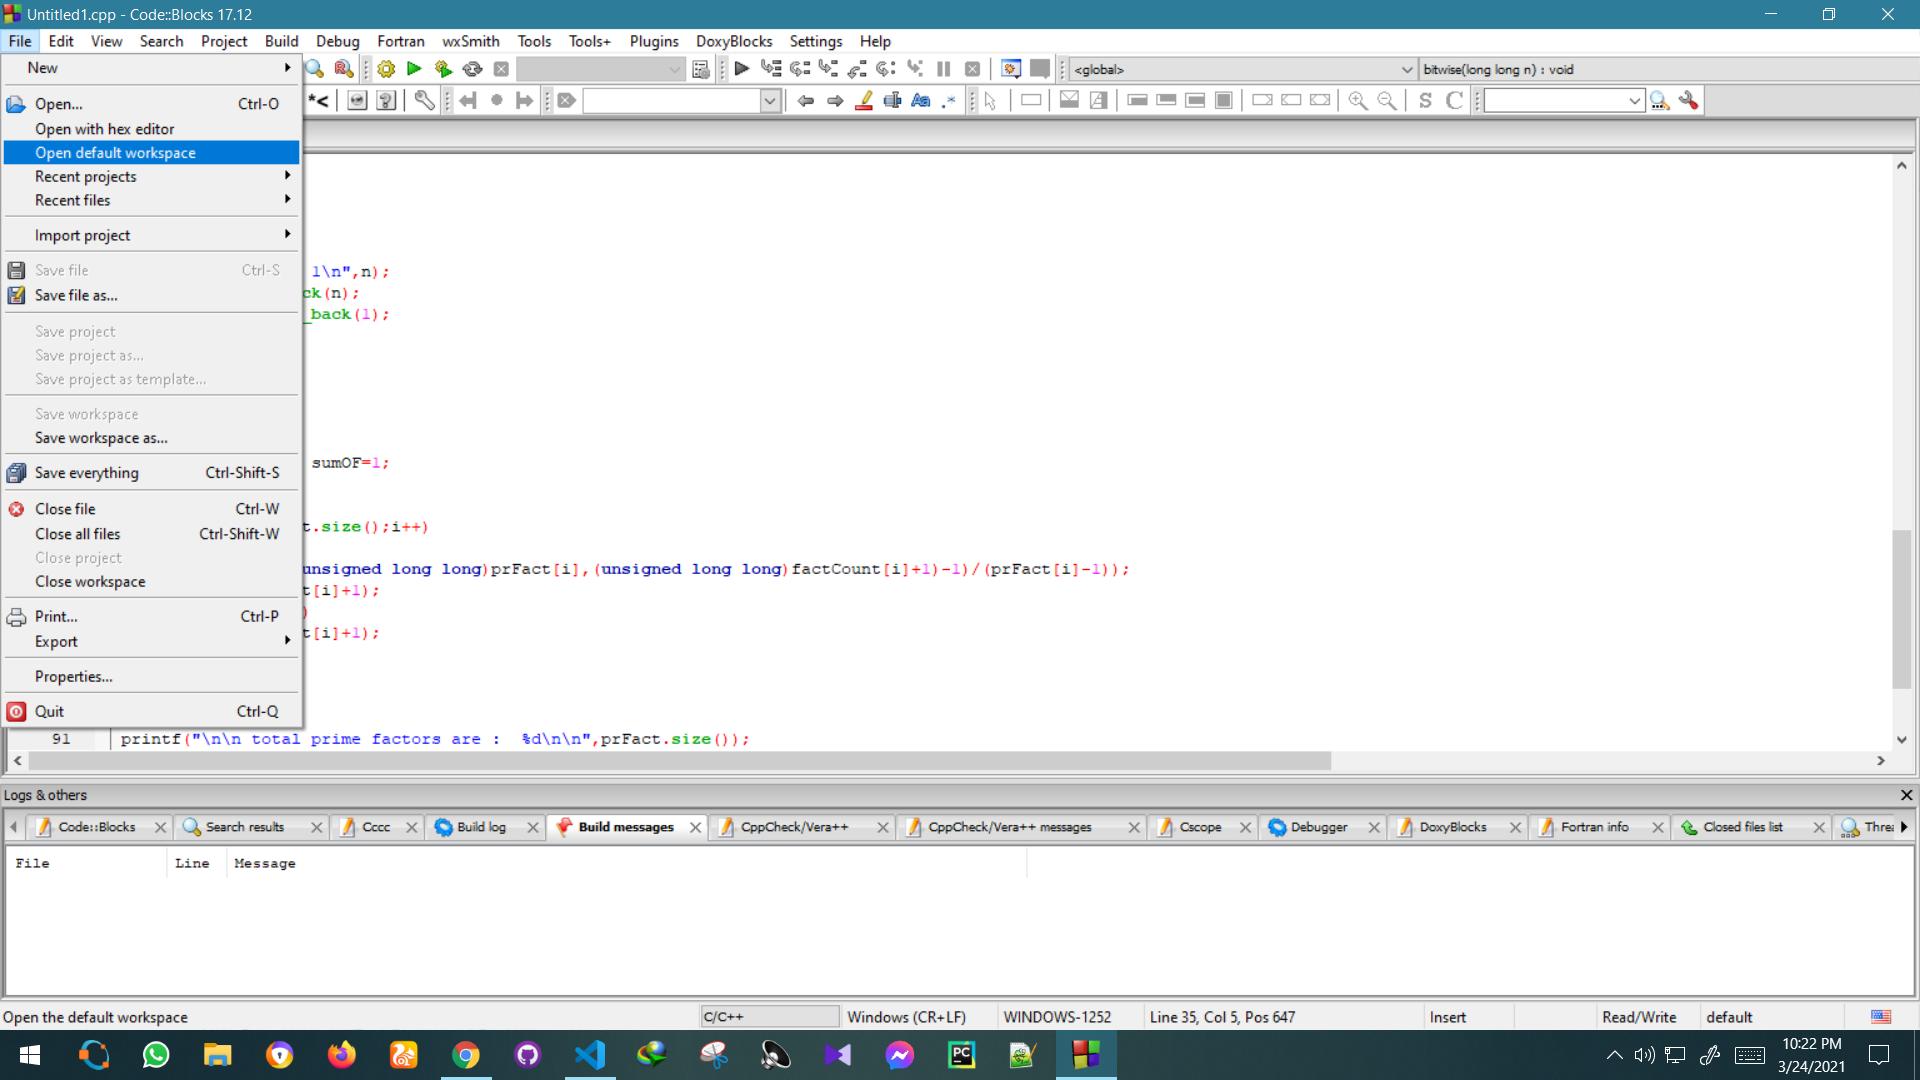 Untitled1.cpp - Code::Blocks 17.12
File Edit View Search Project Build Debug Fortran wxSmith Tools Tools+ Plugins DoxyBlocks Settings Help
New
<global>
bitwise(long long n) : void
Open... Ctrl-O
*<
Aa
.*
S
C
Open with hex editor
Open default workspace
Recent projects
Recent files
Import project
Save file Ctrl-S
1\n",n);
Save file as...
ck(n);
_back(1);
Save project
Save project as...
Save project as template...
Save workspace
Save workspace as...
sumOF=1;
Save everything Ctrl-Shift-S
Close file Ctrl-W
Close all files Ctrl-Shift-W
t.size();i++)
Close project
unsigned long long)prFact[i],(unsigned long long)factCount[i]+1)-1)/(prFact[i]-1));
Close workspace
t[i]+1);
)
Print... Ctrl-P
Export
t[i]+1);
Properties...
Quit Ctrl-Q
91 printf("\n\n total prime factors are :  %d\n\n",prFact.size());
Logs & others
Code::Blocks Search results Cccc Build log Build messages CppCheck/Vera++ CppCheck/Vera++ messages Cscope Debugger DoxyBlocks Fortran info Closed files list Threa
File Line Message
Open the default workspace C/C++ Windows (CR+LF) WINDOWS-1252 Line 35, Col 5, Pos 647 Insert Read/Write default
PC
10:22 PM
3/24/2021